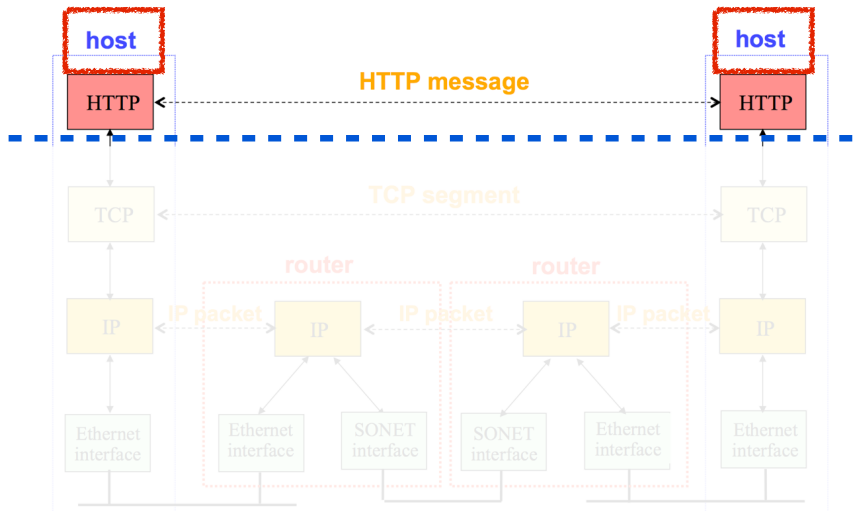 host
host
HTTP message
HTTP
HTTP
TCP segment
TCP
TCP
router
router
IP packet
IP packet
IP packet
IP
IP
IP
IP
Ethernet
interface
Ethernet
interface
SONET
interface
SONET
interface
Ethernet
interface
Ethernet
interface